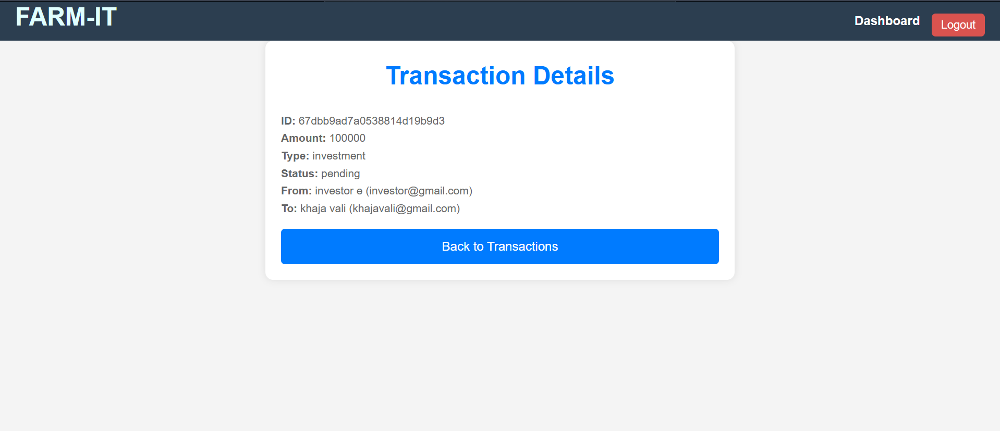 FARM-IT
Dashboard
Logout
Transaction Details
ID: 67dbb9ad7a0538814d19b9d3
Amount: 100000
Type: investment
Status: pending
From: investor e (investor@gmail.com)
To: khaja vali (khajavali@gmail.com)
Back to Transactions